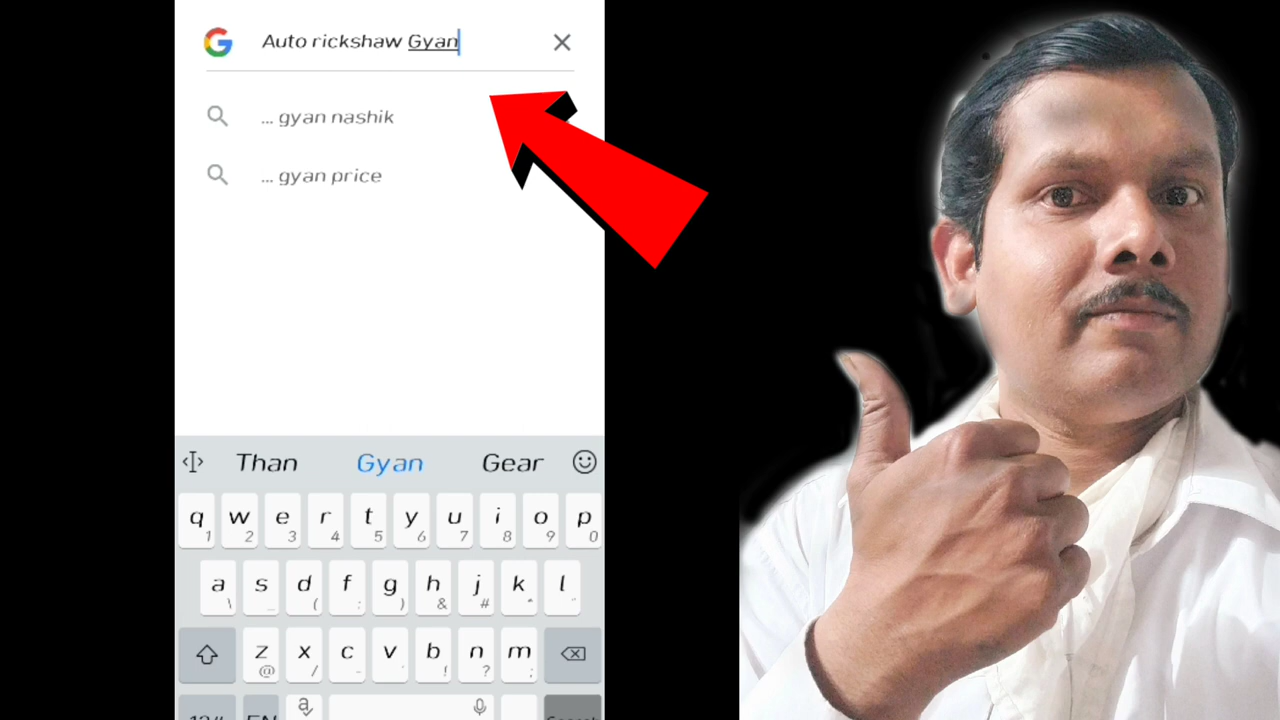 Auto rickshaw Gyan
... gyan nashik
... gyan price
Than Gyan Gear
q w e r t y u i o p
1 2 3 4 5 6 7 8 9 0
a s d f g h j k l
\ _ ( : ) & # * "
z x c v b n m
@ / - ' ! ? ;